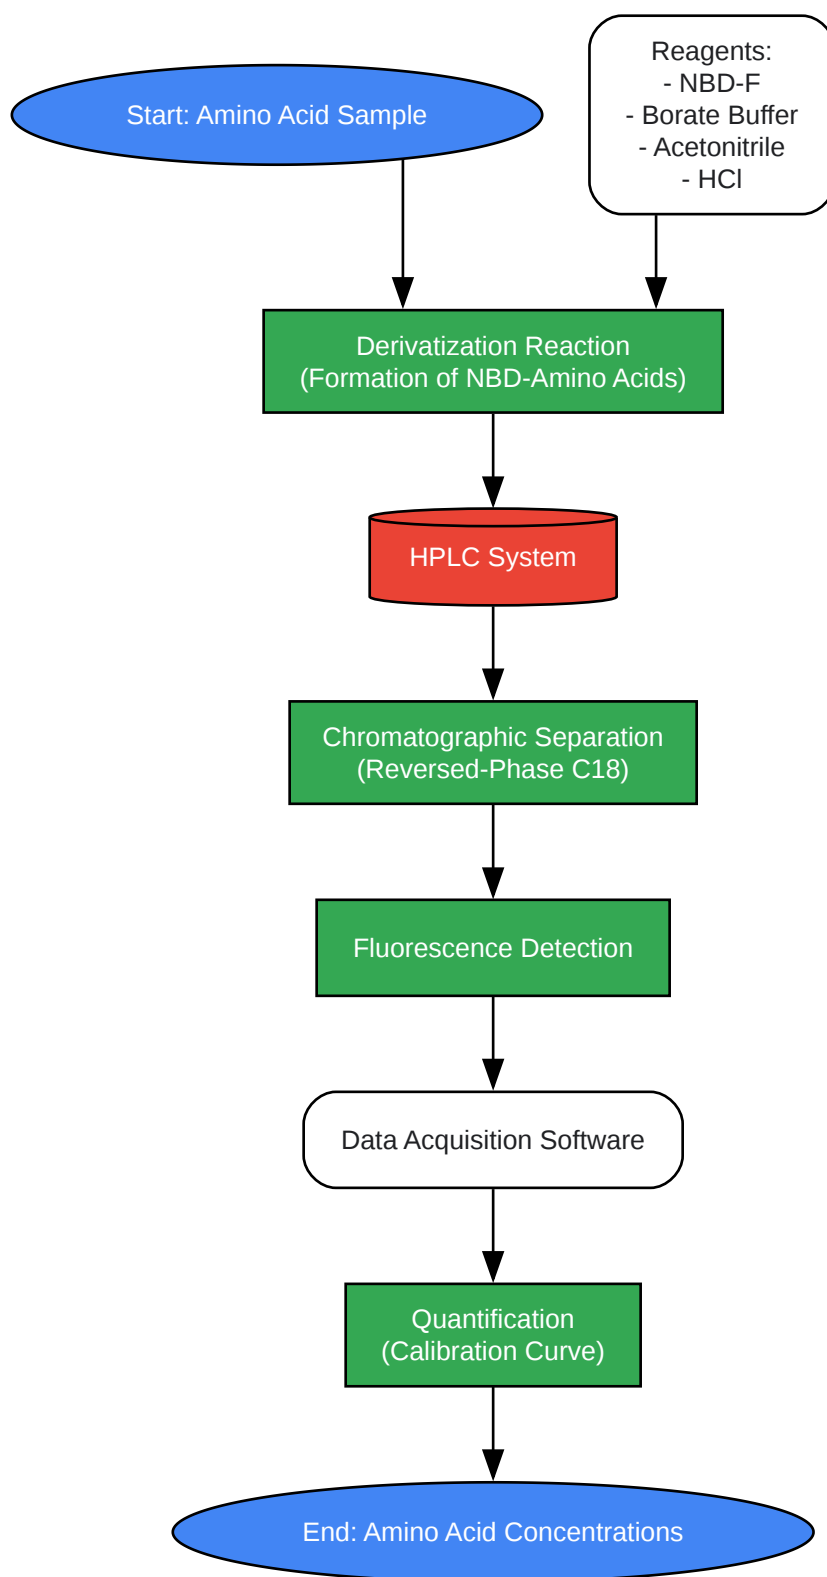 Start: Amino Acid Sample
Reagents:
- NBD-F
- Borate Buffer
- Acetonitrile
- HCl
Derivatization Reaction
(Formation of NBD-Amino Acids)
HPLC System
Chromatographic Separation
(Reversed-Phase C18)
Fluorescence Detection
Data Acquisition Software
Quantification
(Calibration Curve)
End: Amino Acid Concentrations